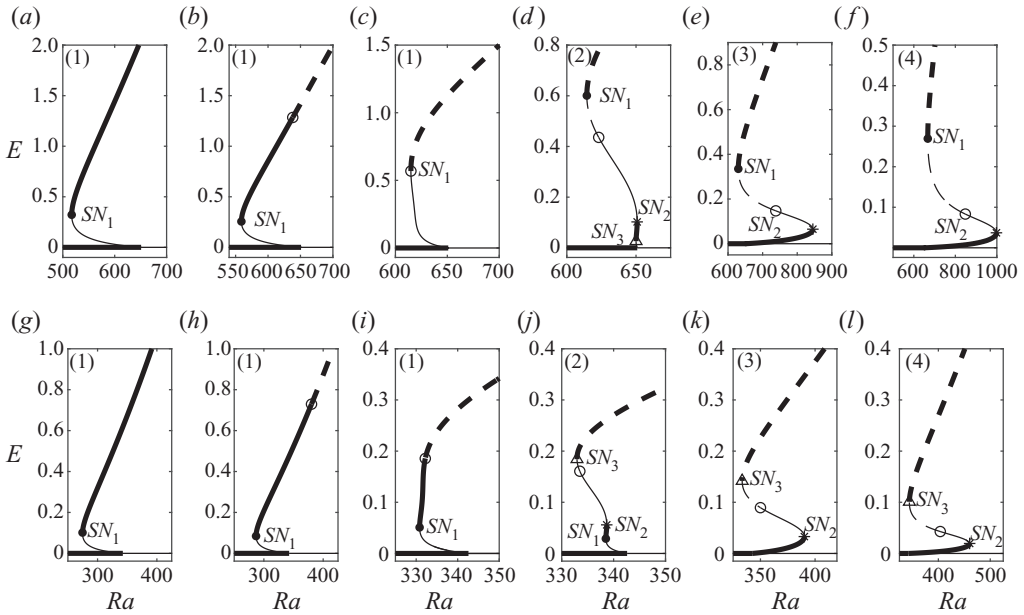 (a) (b) (c) (d) (e) (f)
2.0 2.0 1.5 0.8 0.5
(1) (1) (1) (2) (3) (4)
0.8
1.5 1.5 0.4
0.6 SN1
1.0 0.6 0.3
E 1.0 1.0 0.4 SN1 SN1
0.4
0.5 0.2
0.5 0.5 0.2 SN2 0.2 0.1
SN1 SN1 SN3 SN2 SN2
0 0 0 0 0
500 600 700 550 600 650 700 600 700 600 650 600 700 800 900 600 800 1000
(g) (h) (i) (j) (k) (l)
1.0 1.0 0.4 0.4 0.4 0.4
(1) (1) (1) (2) (3) (4)
0.8 0.8 0.3 0.3 0.3 0.3
0.6 0.6
E 0.2 0.2 SN3 0.2 0.2
0.4 0.4 SN3 SN3
0.1 0.1 0.1 0.1
0.2 SN1 0.2 SN1 SN1 SN1 SN2 SN2 SN2
0 0 0 0 0 0
300 400 300 400 330 340 350 330 340 350 350 400 400 500
Ra Ra Ra Ra Ra Ra